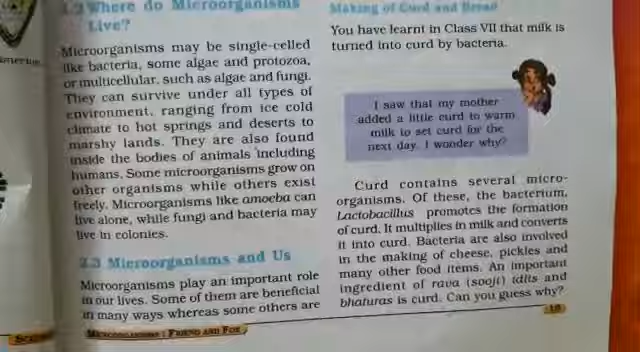 2.2 Where do Microorganisms
Live?
Microorganisms may be single-celled
like bacteria, some algae and protozoa,
or multicellular, such as algae and fungi.
They can survive under all types of
environment, ranging from ice cold
climate to hot springs and deserts to
marshy lands. They are also found
inside the bodies of animals including
humans. Some microorganisms grow on
other organisms while others exist
freely. Microorganisms like amoeba can
live alone, while fungi and bacteria may
live in colonies.
2.3 Microorganisms and Us
Microorganisms play an important role
in our lives. Some of them are beneficial
in many ways whereas some others are
MICROORGANISMS : FRIEND AND FOE
Making of Curd and Bread
You have learnt in Class VII that milk is
turned into curd by bacteria.
I saw that my mother
added a little curd to warm
milk to set curd for the
next day. I wonder why?
Curd contains several micro-
organisms. Of these, the bacterium,
Lactobacillus promotes the formation
of curd. It multiplies in milk and converts
it into curd. Bacteria are also involved
in the making of cheese, pickles and
many other food items. An important
ingredient of rava (sooji) idlis and
bhaturas is curd. Can you guess why?
19